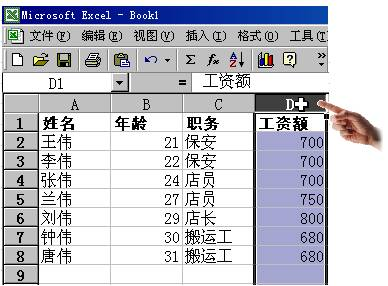 Microsoft Excel - Book1
文件(F) 编辑(E) 视图(V) 插入(I) 格式(O) 工具(T
D1 = 工资额
A B C D
1 姓名 年龄 职务 工资额
2 王伟 21 保安 700
3 李伟 22 保安 700
4 张伟 24 店员 700
5 兰伟 27 店员 750
6 刘伟 29 店长 800
7 钟伟 30 搬运工 680
8 唐伟 31 搬运工 680
9